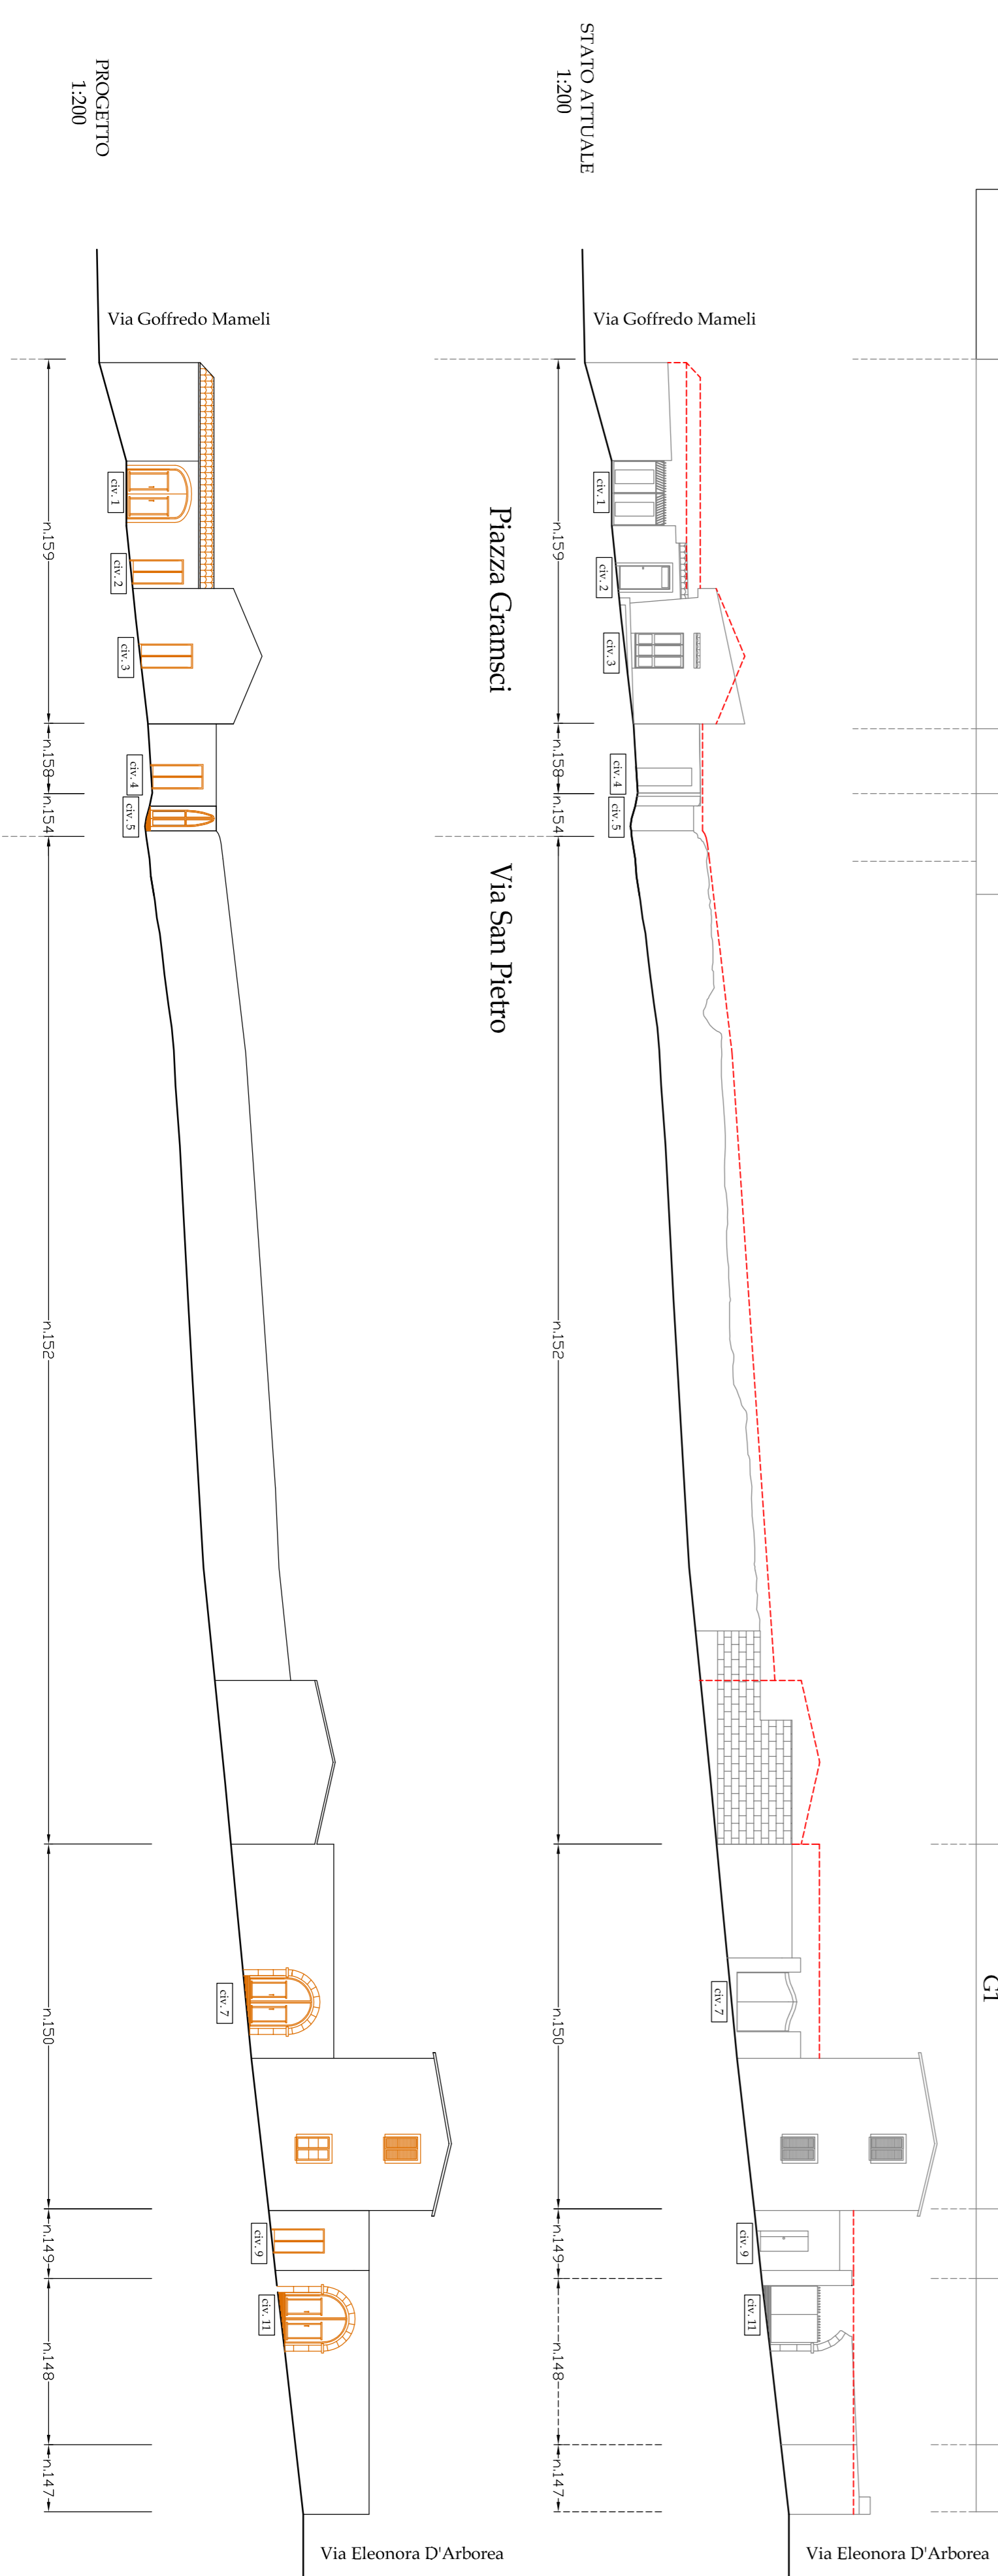 G1
STATO ATTUALE
1:200
Via Goffredo Mameli
civ. 1
civ. 2
civ. 3
civ. 4
civ. 5
civ. 7
civ. 9
civ. 11
Via Eleonora D'Arborea
n.159
n.158
n.154
n.152
n.150
n.149
n.148
n.147
Piazza Gramsci
Via San Pietro
PROGETTO
1:200
Via Goffredo Mameli
civ. 1
civ. 2
civ. 3
civ. 4
civ. 5
civ. 7
civ. 9
civ. 11
Via Eleonora D'Arborea
n.159
n.158
n.154
n.152
n.150
n.149
n.148
n.147